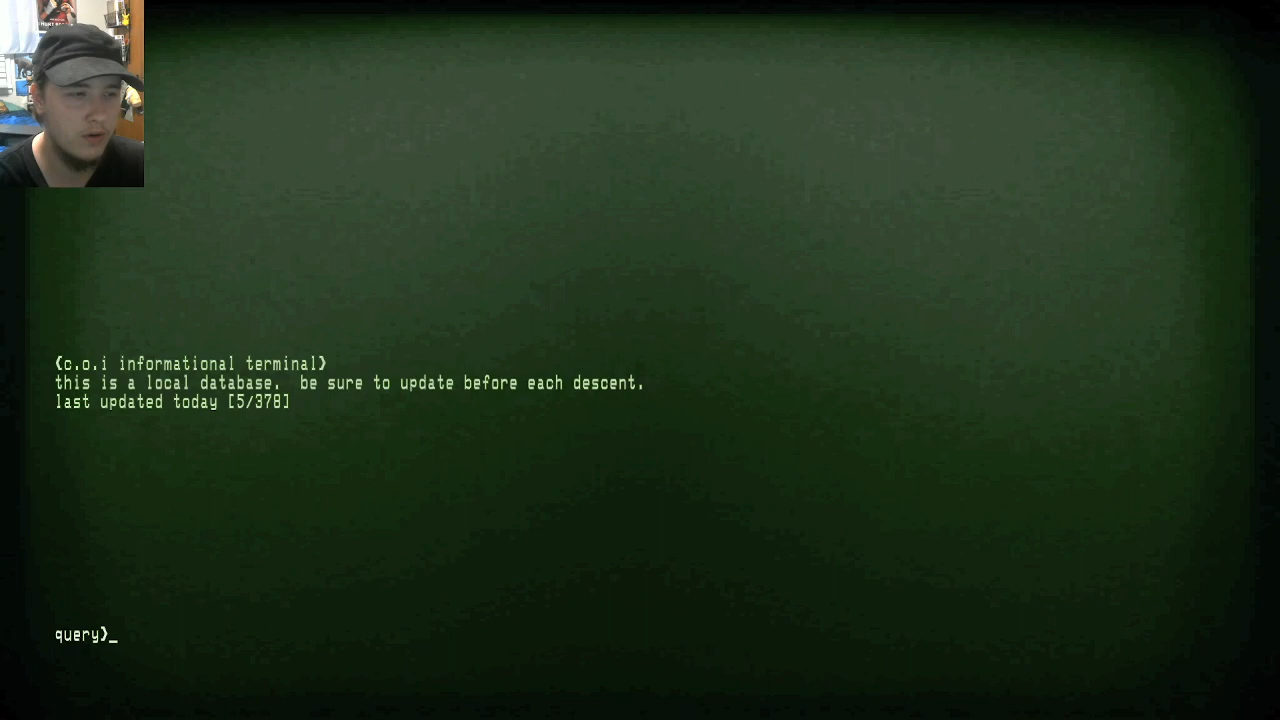 {c.o.i informational terminal}
this is a local database.  be sure to update before each descent.
last updated today [5/378]
query}_